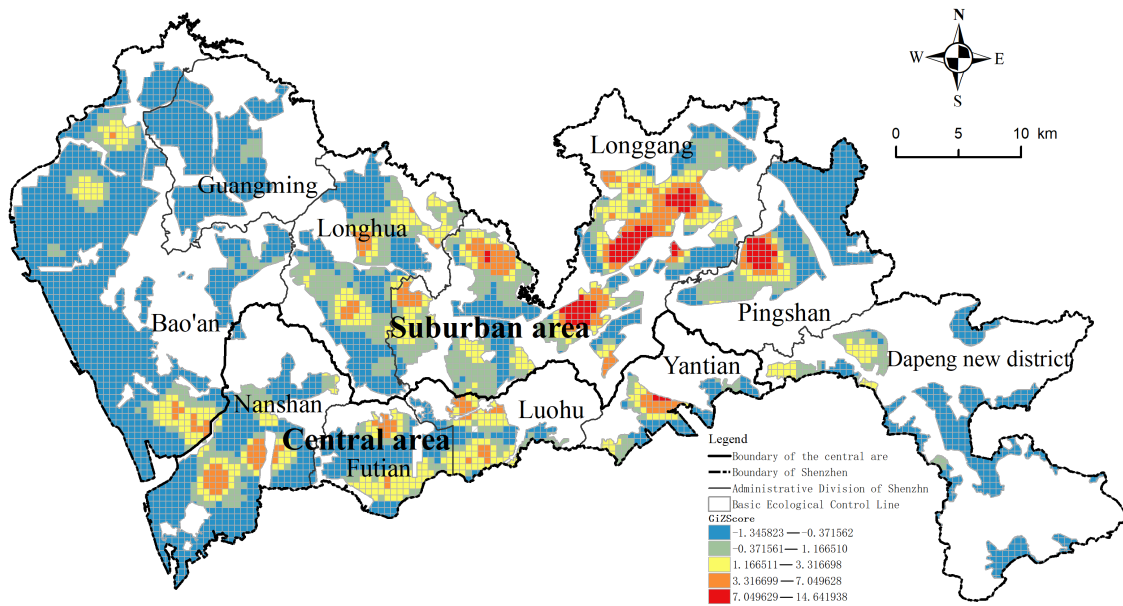 N
W
E
S
0 5 10 km
Longgang
Guangming
Longhua
Bao'an
Suburban area
Pingshan
Yantian
Dapeng new district
Nanshan
Luohu
Central area
Futian
Legend
Boundary of the central are
Boundary of Shenzhen
Administrative Division of Shenzhn
Basic Ecological Control Line
GiZScore
-1.345823 — -0.371562
-0.371561 — 1.166510
1.166511 — 3.316698
3.316699 — 7.049628
7.049629 — 14.641938